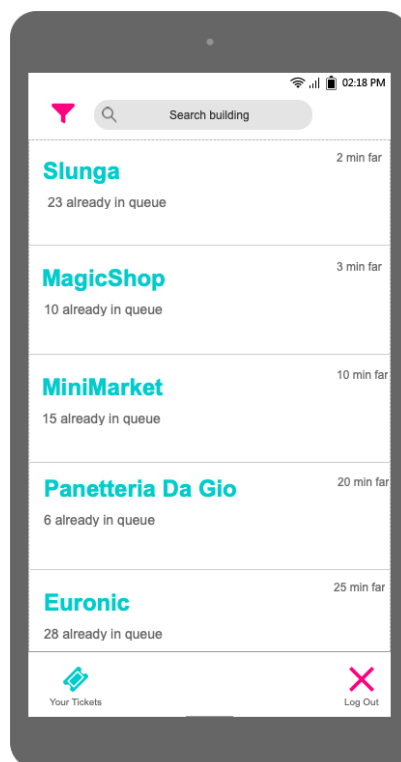 02:18 PM
Search building
2 min far
Slunga
23 already in queue
3 min far
MagicShop
10 already in queue
10 min far
MiniMarket
15 already in queue
20 min far
Panetteria Da Gio
6 already in queue
25 min far
Euronic
28 already in queue
Your Tickets
Log Out